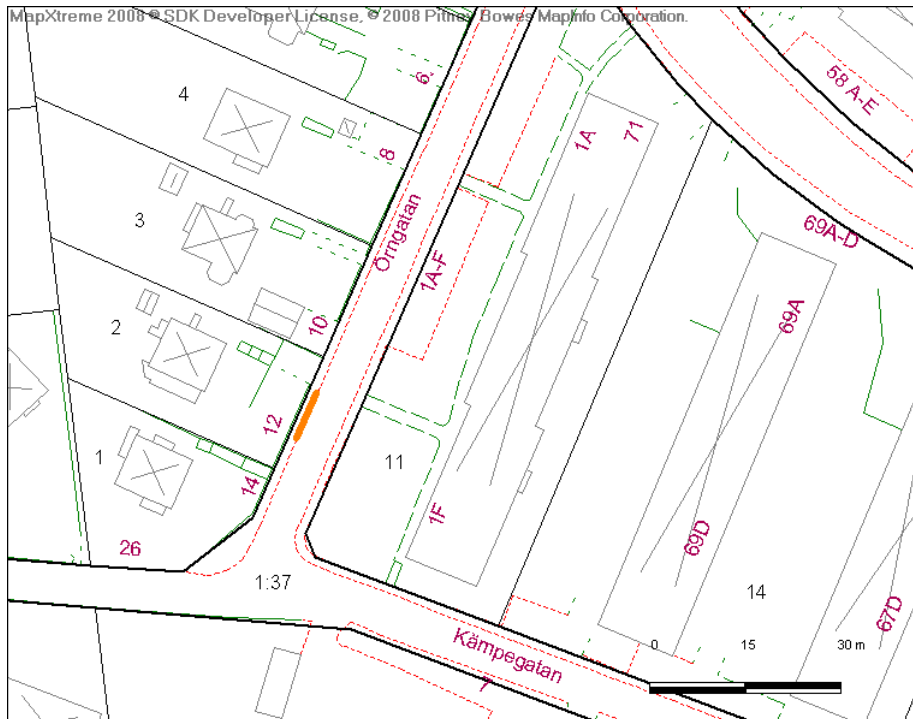 MapXtreme 2008 ® SDK Developer License, © 2008 Pitney Bowes MapInfo Corporation.
6
58 A-E
4
1A
71
8
Örngatan
3
69A-D
1A-F
69A
10
2
12
11
1
14
1F
69D
26
1:37
14
67D
Kämpegatan
0 15 30 m
7